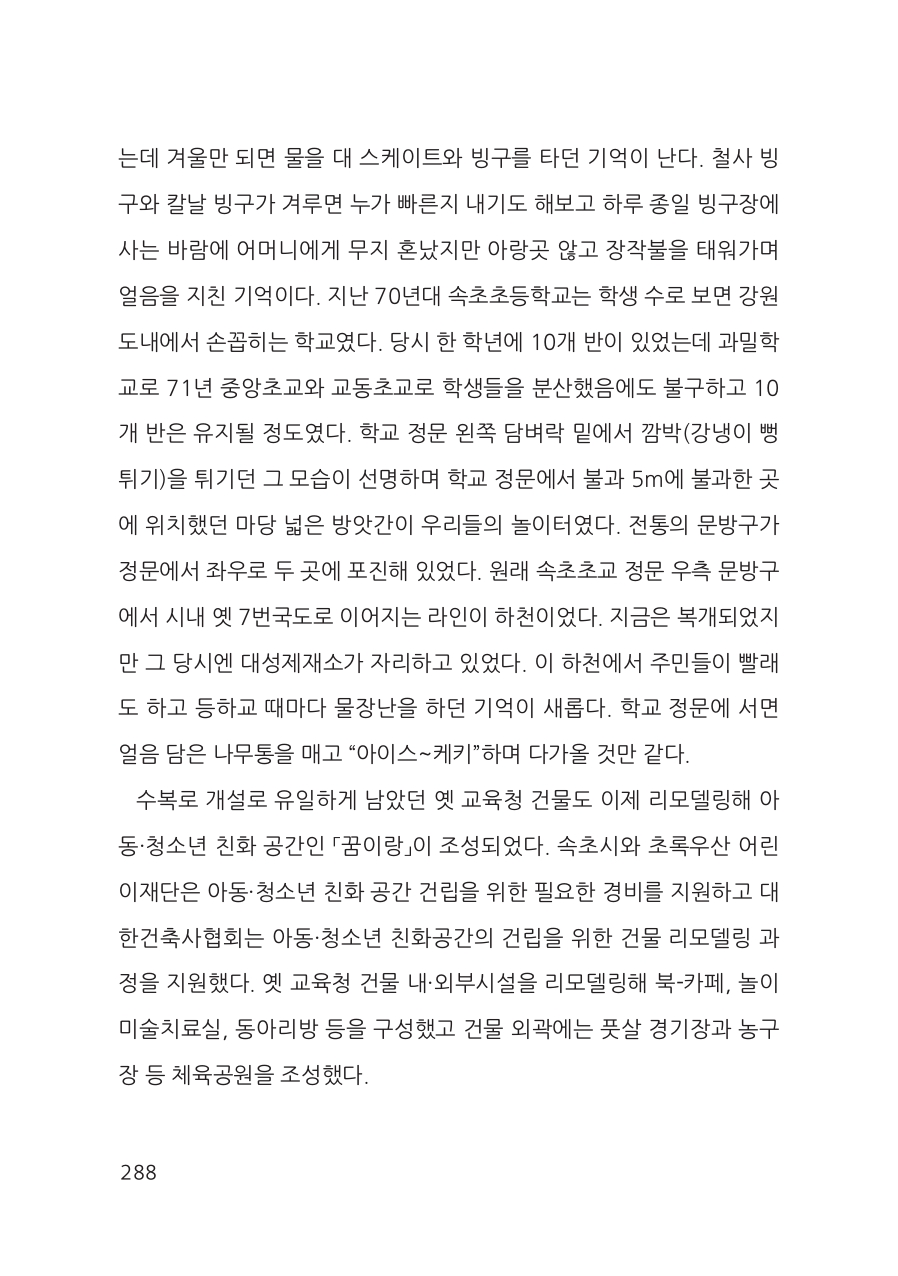 는데 겨울만 되면 물을 대 스케이트와 빙구를 타던 기억이 난다. 철사 빙
구와 칼날 빙구가 겨루면 누가 빠른지 내기도 해보고 하루 종일 빙구장에
사는 바람에 어머니에게 무지 혼났지만 아랑곳 않고 장작불을 태워가며
얼음을 지친 기억이다. 지난 70년대 속초초등학교는 학생 수로 보면 강원
도내에서 손꼽히는 학교였다. 당시 한 학년에 10개 반이 있었는데 과밀학
교로 71년 중앙초교와 교동초교로 학생들을 분산했음에도 불구하고 10
개 반은 유지될 정도였다. 학교 정문 왼쪽 담벼락 밑에서 깜박(강냉이 뻥
튀기)을 튀기던 그 모습이 선명하며 학교 정문에서 불과 5m에 불과한 곳
에 위치했던 마당 넓은 방앗간이 우리들의 놀이터였다. 전통의 문방구가
정문에서 좌우로 두 곳에 포진해 있었다. 원래 속초초교 정문 우측 문방구
에서 시내 옛 7번국도로 이어지는 라인이 하천이었다. 지금은 복개되었지
만 그 당시엔 대성제재소가 자리하고 있었다. 이 하천에서 주민들이 빨래
도 하고 등하교 때마다 물장난을 하던 기억이 새롭다. 학교 정문에 서면
얼음 담은 나무통을 매고 “아이스~케키”하며 다가올 것만 같다.
수복로 개설로 유일하게 남았던 옛 교육청 건물도 이제 리모델링해 아
동·청소년 친화 공간인 「꿈이랑」이 조성되었다. 속초시와 초록우산 어린
이재단은 아동·청소년 친화 공간 건립을 위한 필요한 경비를 지원하고 대
한건축사협회는 아동·청소년 친화공간의 건립을 위한 건물 리모델링 과
정을 지원했다. 옛 교육청 건물 내·외부시설을 리모델링해 북-카페, 놀이
미술치료실, 동아리방 등을 구성했고 건물 외곽에는 풋살 경기장과 농구
장 등 체육공원을 조성했다.
288